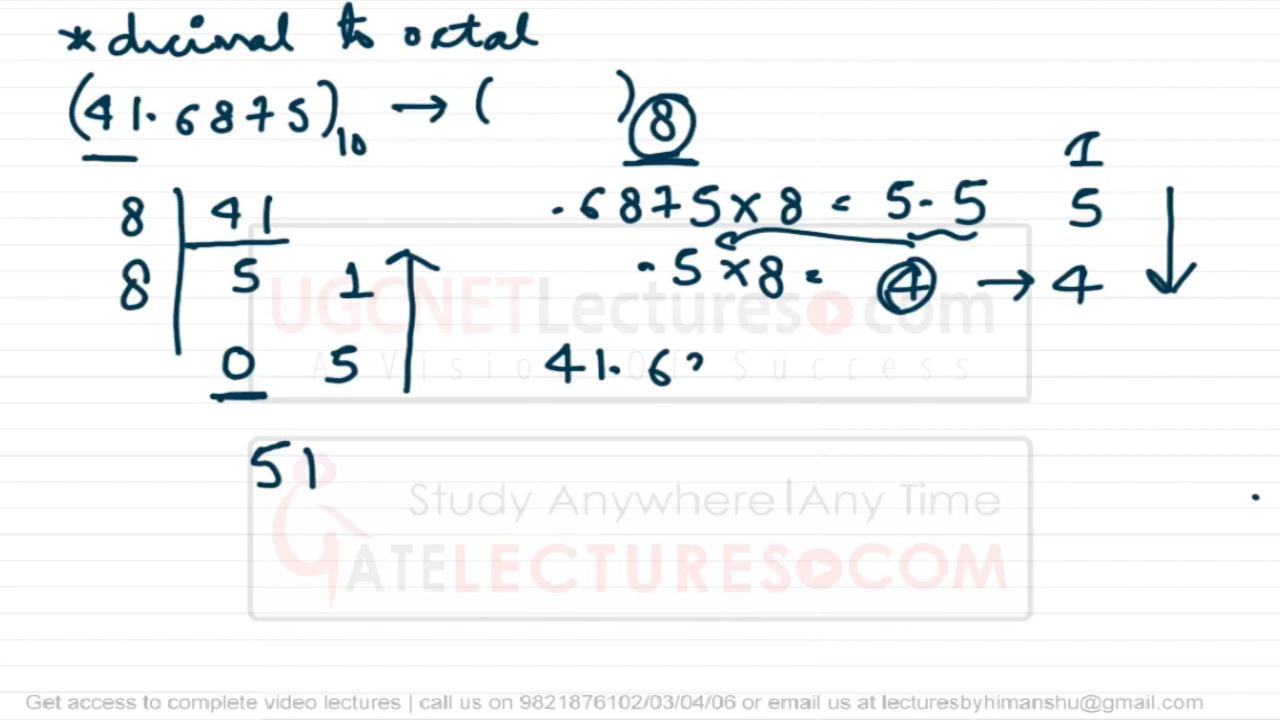 *decimal to octal
(41.6875)10 → (        )8
I
8 | 41
.6875×8 = 5.5   5
8 | 5   1
.5×8 = 4 → 4
0   5
41.6
51
UGCNETLectures.com
A Vision Of Success
Study Anywhere|Any Time
GATELECTURES.COM
Get access to complete video lectures | call us on 9821876102/03/04/06 or email us at lecturesbyhimanshu@gmail.com